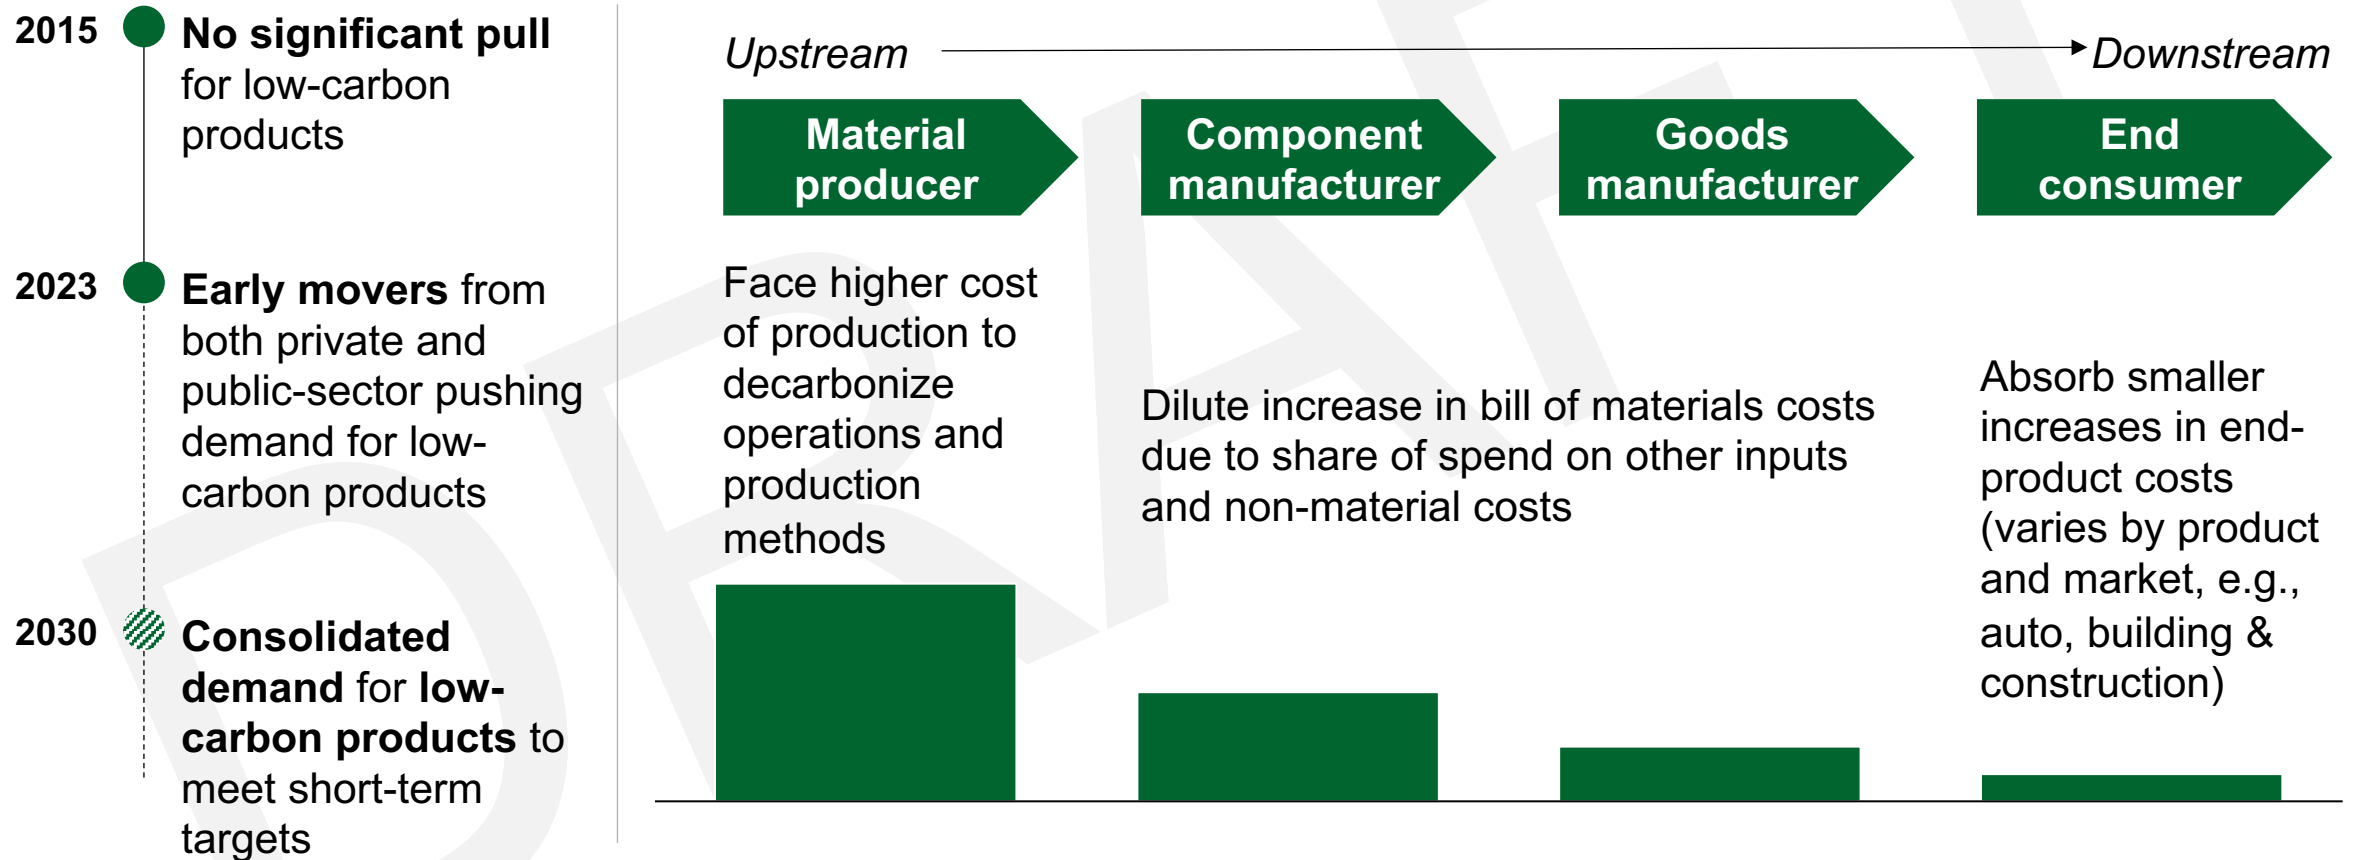 2015
No significant pull
for low-carbon
products
2023
Early movers from
both private and
public-sector pushing
demand for low-
carbon products
2030
Consolidated
demand for low-
carbon products to
meet short-term
targets
Upstream
Downstream
Material
producer
Component
manufacturer
Goods
manufacturer
End
consumer
Face higher cost
of production to
decarbonize
operations and
production
methods
Dilute increase in bill of materials costs
due to share of spend on other inputs
and non-material costs
Absorb smaller
increases in end-
product costs
(varies by product
and market, e.g.,
auto, building &
construction)
DRAFT